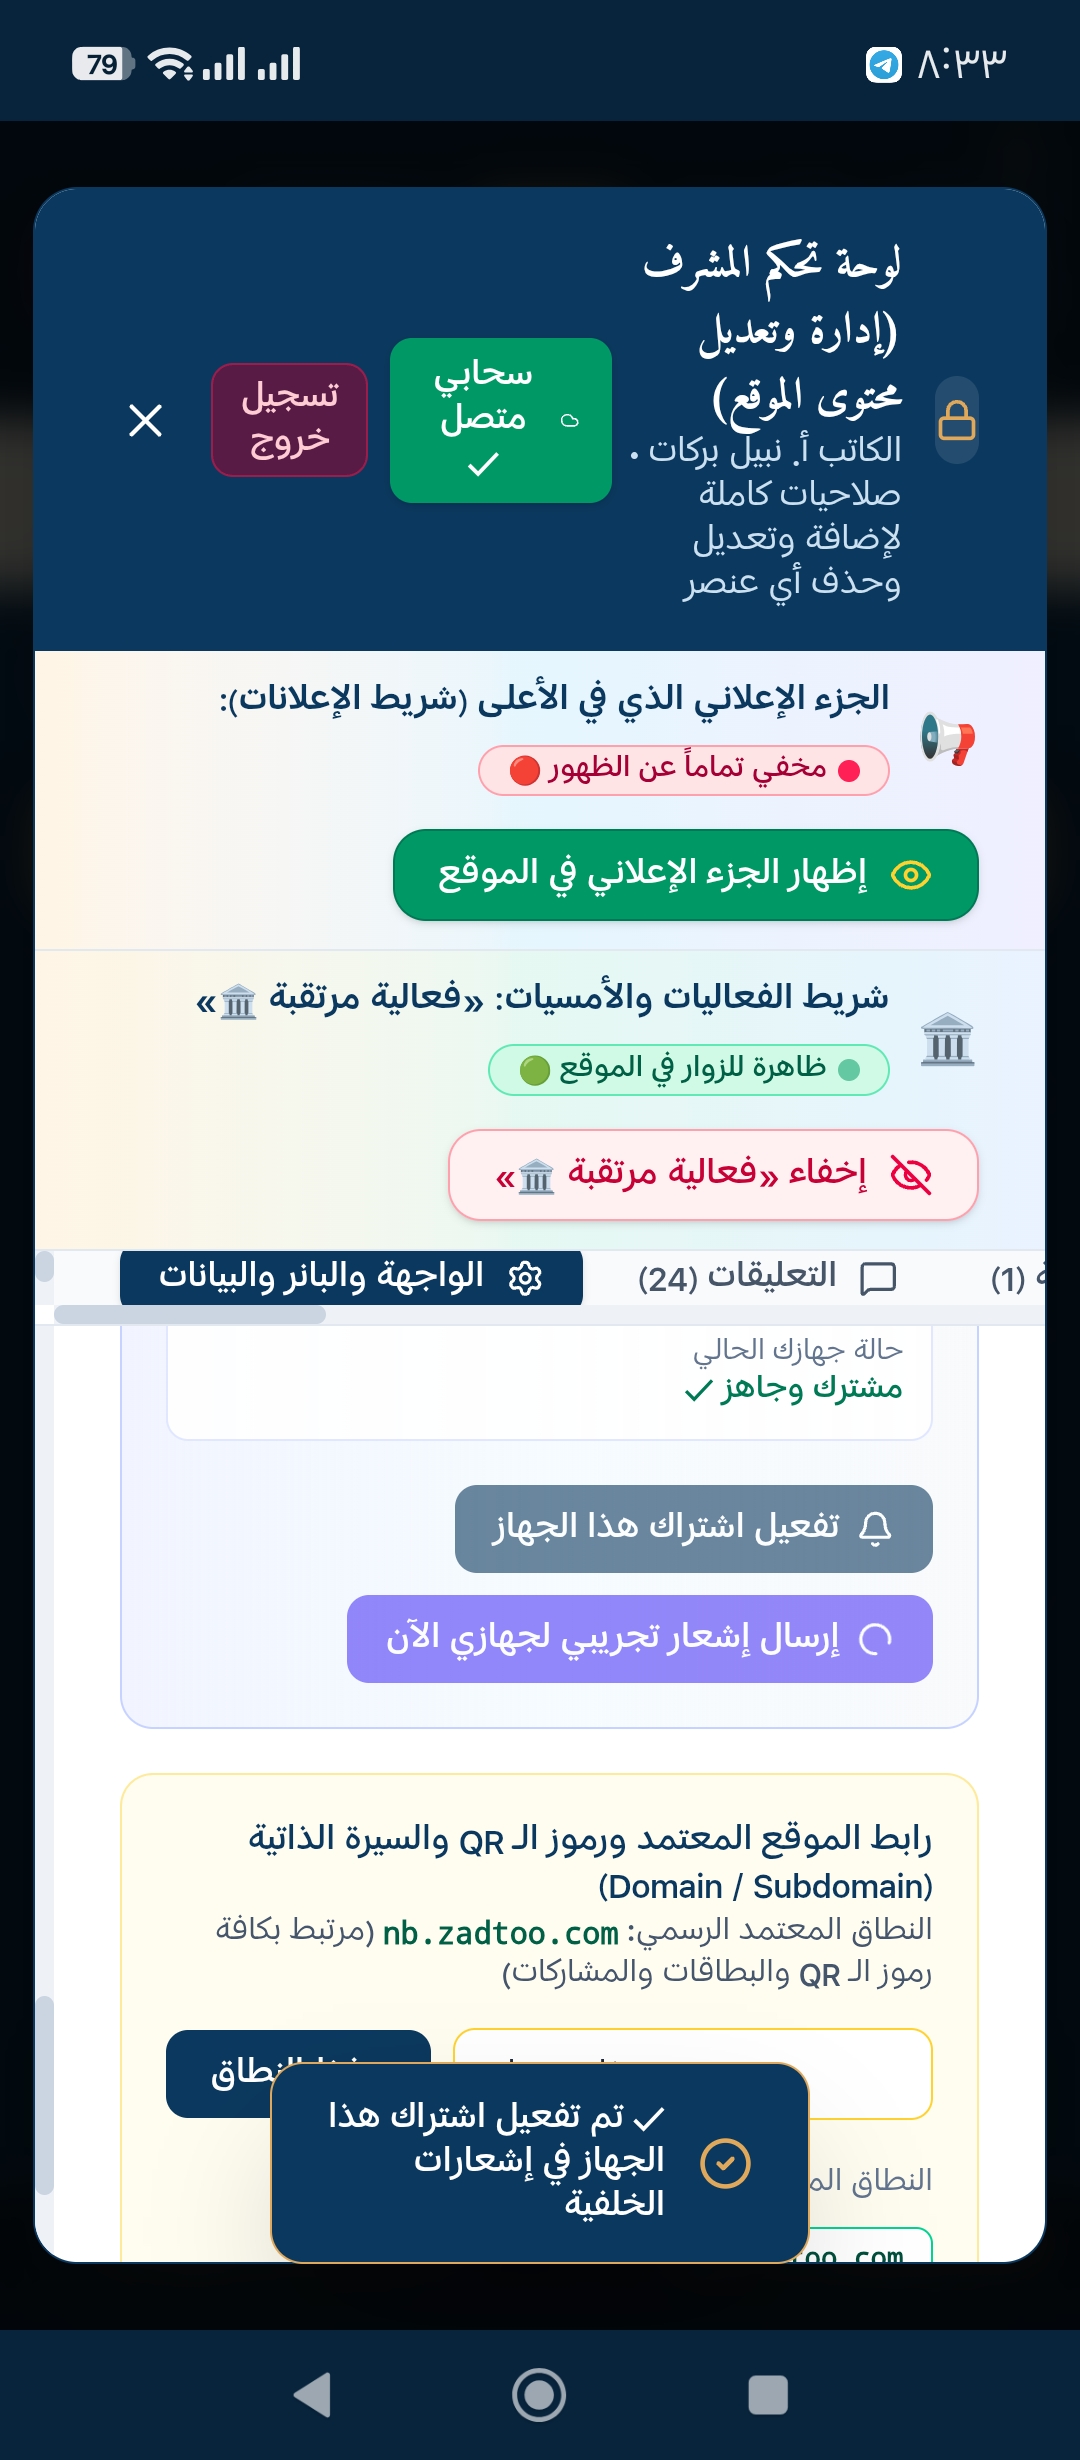 ٨:٣٣
79
لوحة تحكم المشرف
(إدارة وتعديل
محتوى الموقع)
الكاتب أ. نبيل بركات •
صلاحيات كاملة
لإضافة وتعديل
وحذف أي عنصر
سحابي
متصل
✓
تسجيل
خروج
الجزء الإعلاني الذي في الأعلى (شريط الإعلانات):
مخفي تماماً عن الظهور 🔴
إظهار الجزء الإعلاني في الموقع
شريط الفعاليات والأمسيات: «فعالية مرتقبة 🏛️»
ظاهرة للزوار في الموقع 🟢
إخفاء «فعالية مرتقبة 🏛️»
(1)
التعليقات (24)
الواجهة والبانر والبيانات
حالة جهازك الحالي
مشترك وجاهز ✓
تفعيل اشتراك هذا الجهاز
إرسال إشعار تجريبي لجهازي الآن
رابط الموقع المعتمد ورموز الـ QR والسيرة الذاتية
(Domain / Subdomain)
النطاق المعتمد الرسمي: nb.zadtoo.com (مرتبط بكافة
رموز الـ QR والبطاقات والمشاركات)
النطاق
✓ تم تفعيل اشتراك هذا
الجهاز في إشعارات
الخلفية
النطاق